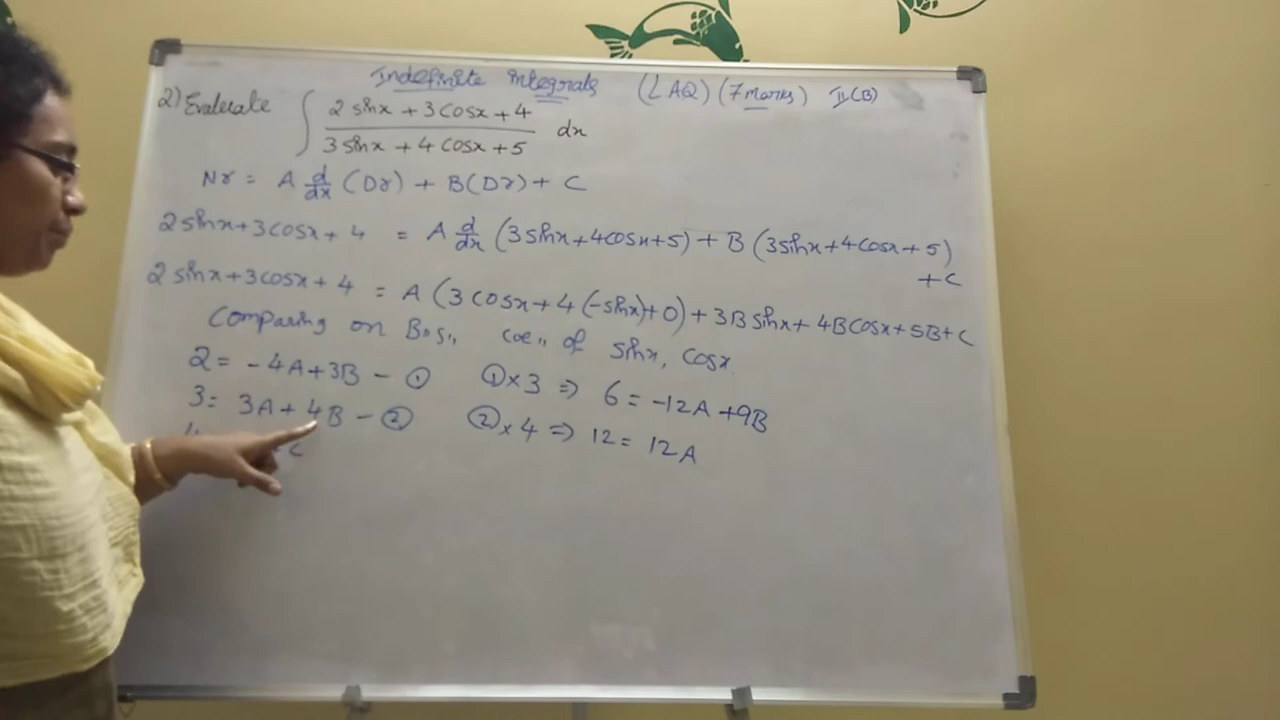 Indefinite Integrals (LAQ) (7 marks) II(B)
2) Evaluate ∫ (2 sinx + 3 cosx + 4)/(3 sinx + 4 cosx + 5) dx
Nr = A d/dx (Dr) + B(Dr) + C
2 sinx + 3 cosx + 4 = A d/dx (3 sinx + 4 cosx + 5) + B (3 sinx + 4 cosx + 5)
+ C
2 sinx + 3 cosx + 4 = A (3 cosx + 4 (-sinx) + 0) + 3B sinx + 4B cosx + 5B + C
Comparing on B.S., coe.. of sinx, cosx.
2 = -4A + 3B - ① ① x 3 ⇒ 6 = -12A + 9B
3 = 3A + 4B - ② ② x 4 ⇒ 12 = 12A
C